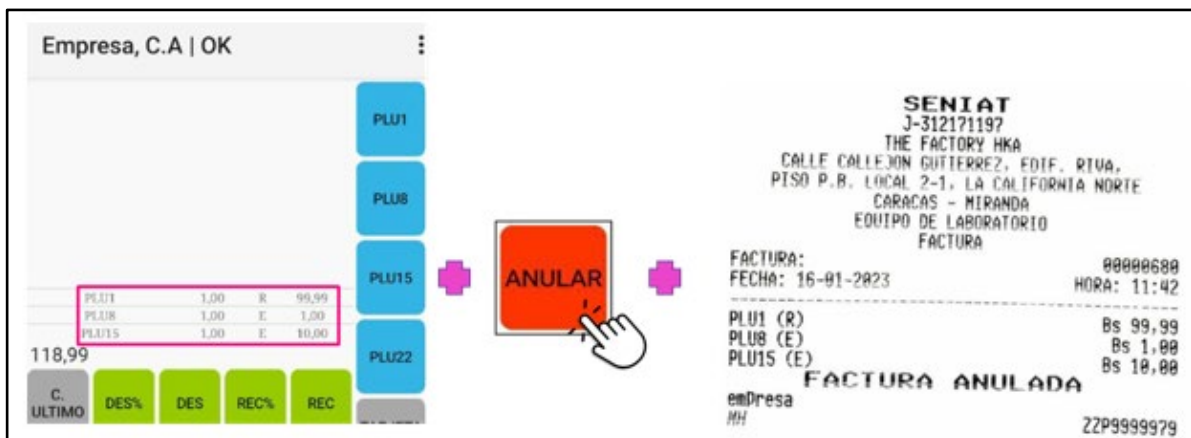 Empresa, C.A | OK
PLU1
PLU8
PLU15
PLU22
PLU1 1,00 R 99,99
PLU8 1,00 E 1,00
PLU15 1,00 E 10,00
118,99
C. ULTIMO
DES%
DES
REC%
REC
ANULAR
SENIAT
J-312171197
THE FACTORY HKA
CALLE CALLEJON GUTIERREZ, EDIF. RIVA,
PISO P.B. LOCAL 2-1, LA CALIFORNIA NORTE
CARACAS - MIRANDA
EQUIPO DE LABORATORIO
FACTURA
FACTURA: 00000680
FECHA: 16-01-2023 HORA: 11:42
PLU1 (R) Bs 99,99
PLU8 (E) Bs 1,00
PLU15 (E) Bs 10,00
FACTURA ANULADA
emPresa
MH ZZP9999979